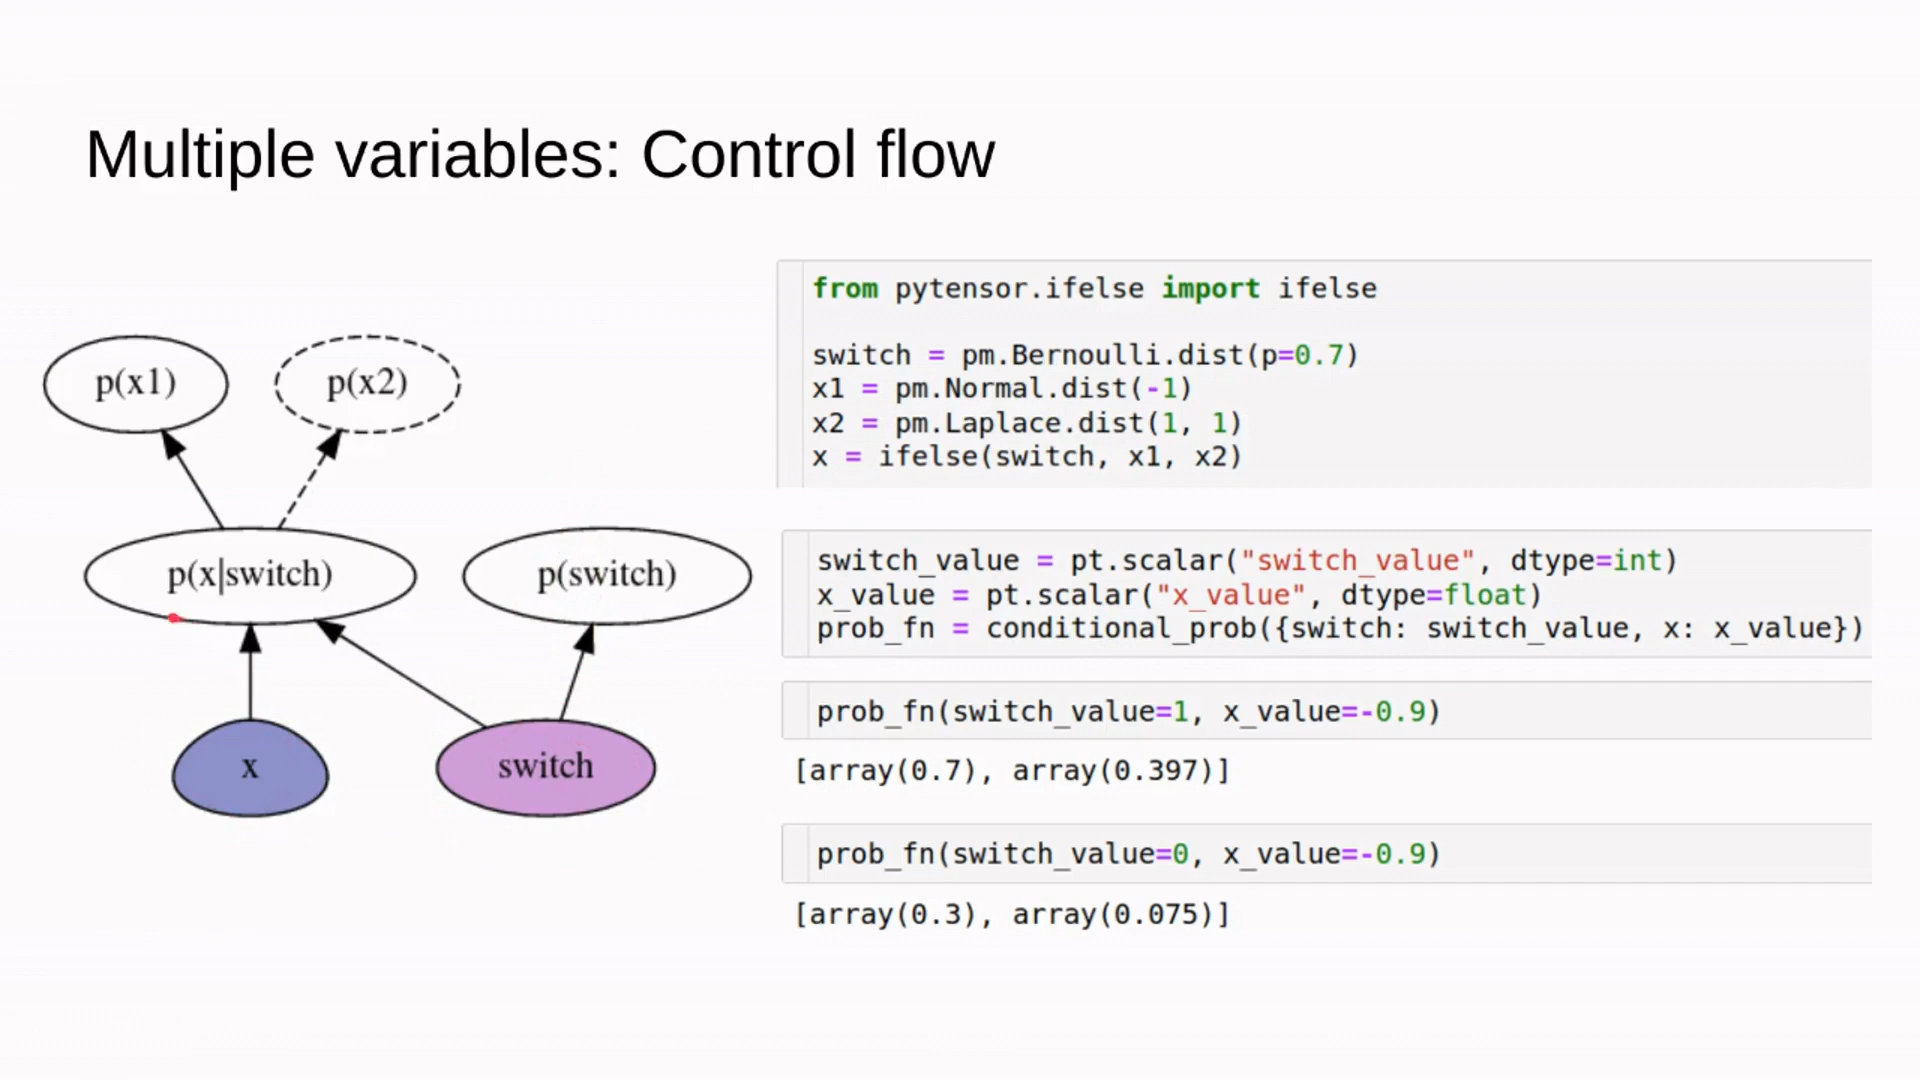 Multiple variables: Control flow
p(x1)
p(x2)
p(x|switch)
p(switch)
x
switch
from pytensor.ifelse import ifelse
switch = pm.Bernoulli.dist(p=0.7)
x1 = pm.Normal.dist(-1)
x2 = pm.Laplace.dist(1, 1)
x = ifelse(switch, x1, x2)
switch_value = pt.scalar("switch_value", dtype=int)
x_value = pt.scalar("x_value", dtype=float)
prob_fn = conditional_prob({switch: switch_value, x: x_value})
prob_fn(switch_value=1, x_value=-0.9)
[array(0.7), array(0.397)]
prob_fn(switch_value=0, x_value=-0.9)
[array(0.3), array(0.075)]